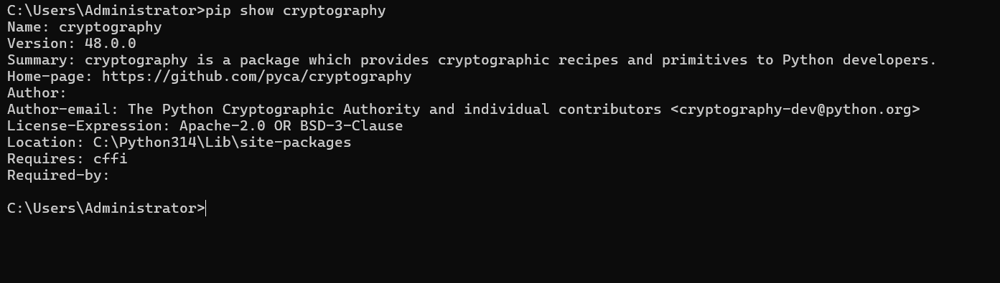 C:\Users\Administrator>pip show cryptography
Name: cryptography
Version: 48.0.0
Summary: cryptography is a package which provides cryptographic recipes and primitives to Python developers.
Home-page: https://github.com/pyca/cryptography
Author:
Author-email: The Python Cryptographic Authority and individual contributors <cryptography-dev@python.org>
License-Expression: Apache-2.0 OR BSD-3-Clause
Location: C:\Python314\Lib\site-packages
Requires: cffi
Required-by:
C:\Users\Administrator>